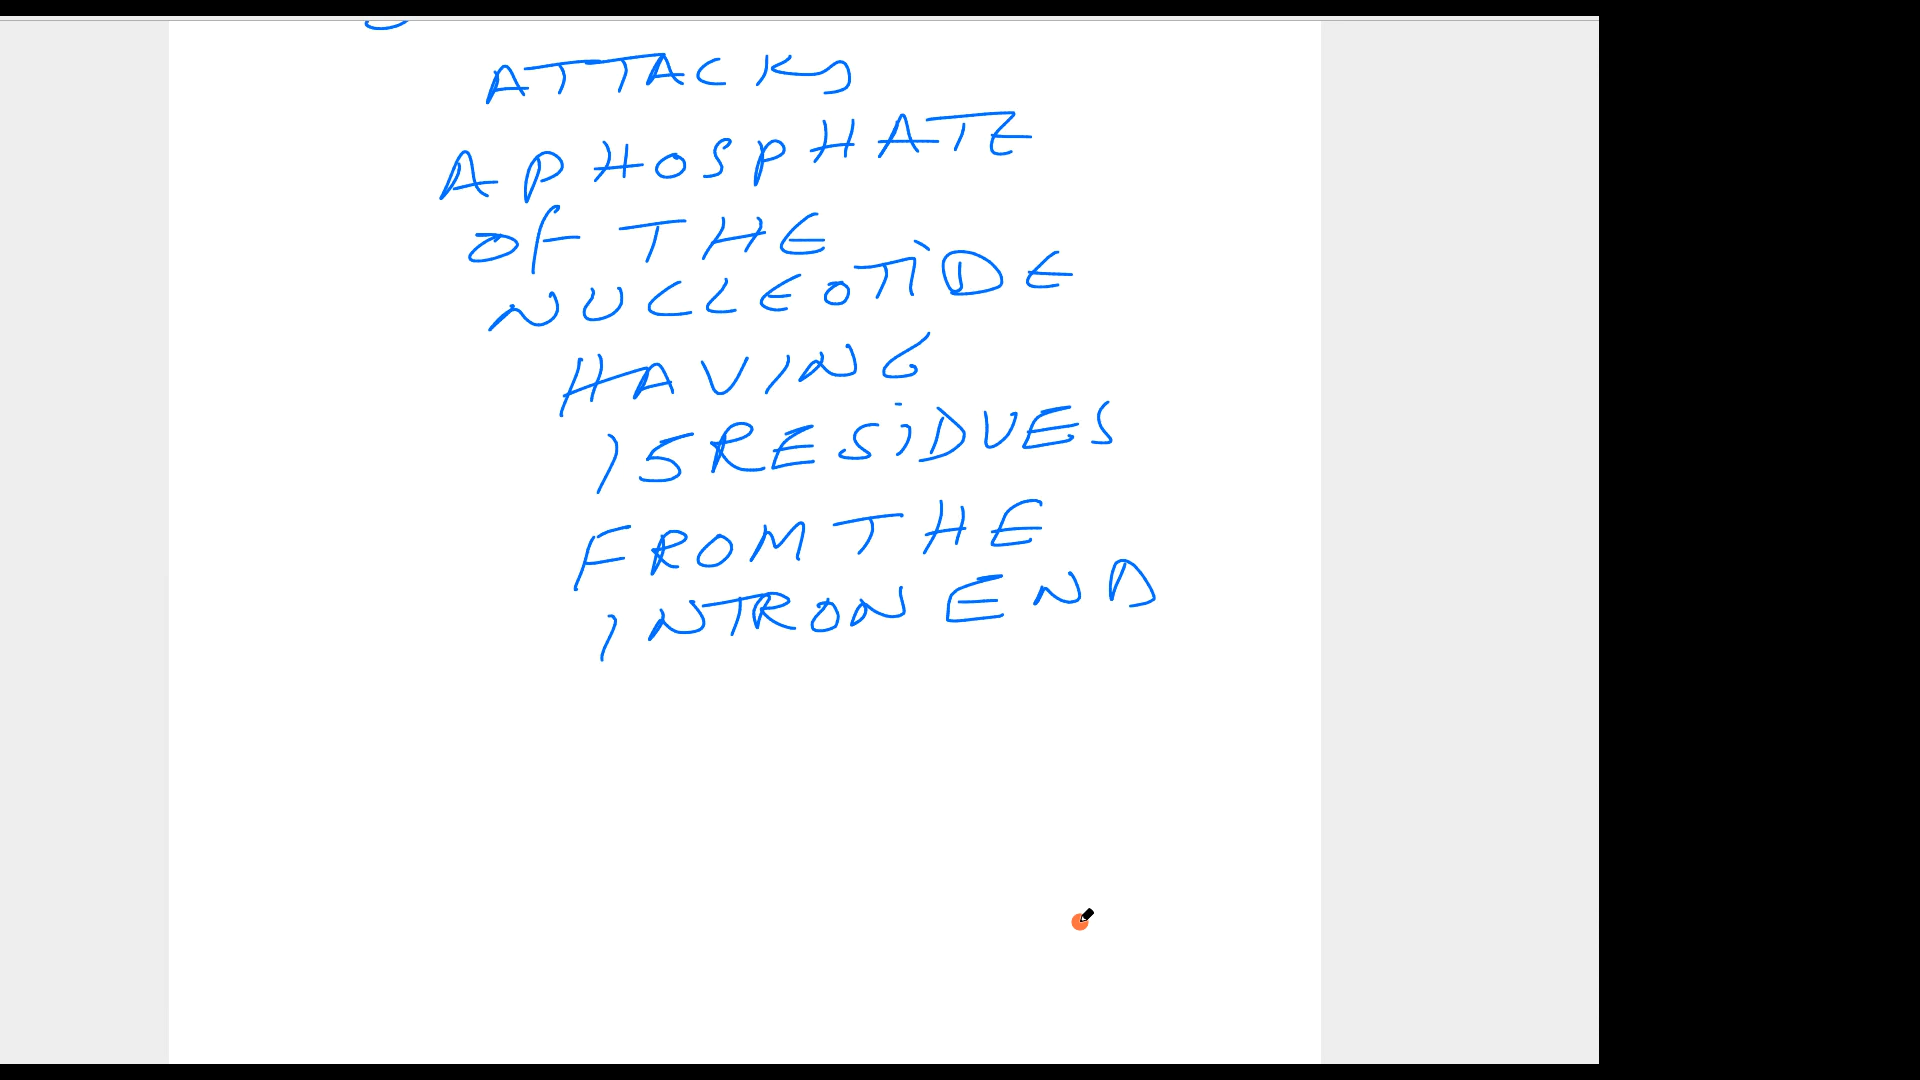 ATTACKS
A PHOSPHATE
OF THE
NUCLEOTIDE
HAVING
15 RESIDUES
FROM THE
INTRON END